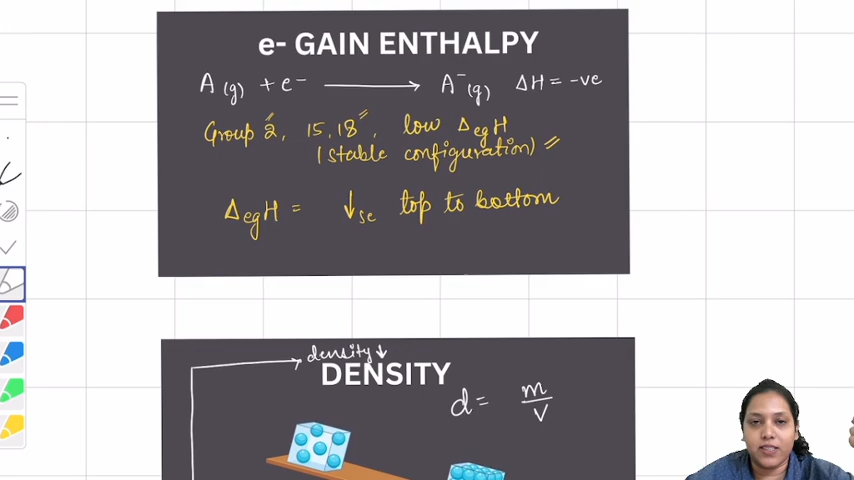 e- GAIN ENTHALPY
A (g) + e⁻ ⟶ A⁻(g) ΔH = -ve
Group 2, 15, 18, low ΔegH
(stable configuration)
ΔegH = ↓se top to bottom
density↓
DENSITY
d = m/v